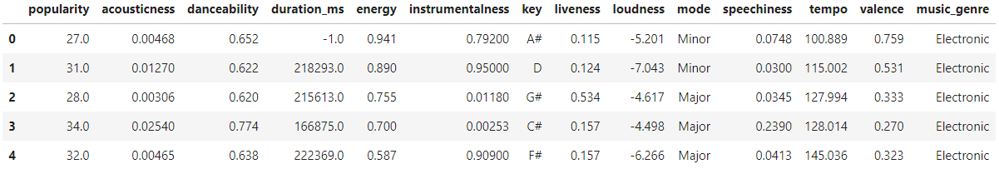 popularity acousticness danceability duration_ms energy instrumentalness key liveness loudness mode speechiness tempo valence music_genre
0 27.0 0.00468 0.652 -1.0 0.941 0.79200 A# 0.115 -5.201 Minor 0.0748 100.889 0.759 Electronic
1 31.0 0.01270 0.622 218293.0 0.890 0.95000 D 0.124 -7.043 Minor 0.0300 115.002 0.531 Electronic
2 28.0 0.00306 0.620 215613.0 0.755 0.01180 G# 0.534 -4.617 Major 0.0345 127.994 0.333 Electronic
3 34.0 0.02540 0.774 166875.0 0.700 0.00253 C# 0.157 -4.498 Major 0.2390 128.014 0.270 Electronic
4 32.0 0.00465 0.638 222369.0 0.587 0.90900 F# 0.157 -6.266 Major 0.0413 145.036 0.323 Electronic